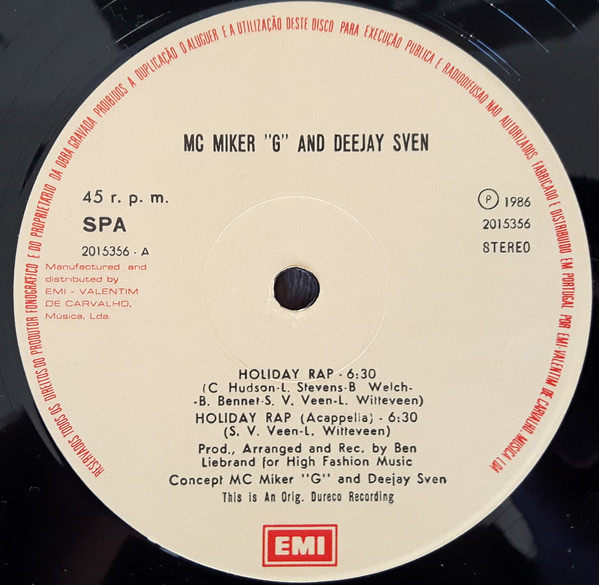 RESERVADOS TODOS OS DIREITOS DO PRODUTOR FONOGRAFICO E DO PROPRIETARIO DA OBRA GRAVADA PROIBIDOS A DUPLICAÇÃO O ALUGUER E A UTILIZAÇÃO DESTE DISCO PARA EXECUÇÃO PUBLICA E RADIODIFUSÃO NÃO AUTORIZADOS FABRICADO E DISTRIBUIDO EM PORTUGAL POR EMI-VALENTIM DE CARVALHO, MÚSICA LDA
MC MIKER "G" AND DEEJAY SVEN
45 r. p. m.
SPA
2015356 - A
Manufactured and
distributed by
EMI - VALENTIM
DE CARVALHO,
Música, Lda.
Ⓟ 1986
2015356
STEREO
HOLIDAY RAP - 6:30
(C Hudson-L. Stevens-B Welch-
-B. Bennet-S. V. Veen-L. Witteveen)
HOLIDAY RAP (Acappella) - 6:30
(S. V. Veen-L. Witteveen)
Prod., Arranged and Rec. by Ben
Liebrand for High Fashion Music
Concept MC Miker "G" and Deejay Sven
This is An Orig. Dureco Recording
EMI